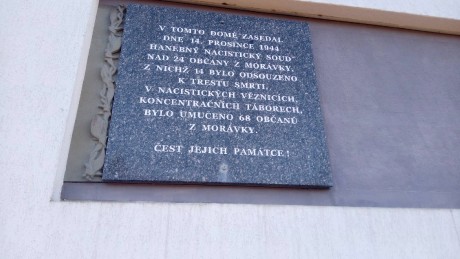 V TOMTO DOMĚ ZASEDAL
DNE 14. PROSINCE 1944
HANEBNÝ NACISTICKÝ SOUD
NAD 24 OBČANY Z MORÁVKY,
Z NICHŽ 14 BYLO ODSOUZENO
K TRESTU SMRTI.
V NACISTICKÝCH VĚZNICÍCH,
KONCENTRAČNÍCH TÁBORECH,
BYLO UMUČENO 68 OBČANŮ
Z MORÁVKY.
ČEST JEJICH PAMÁTCE!